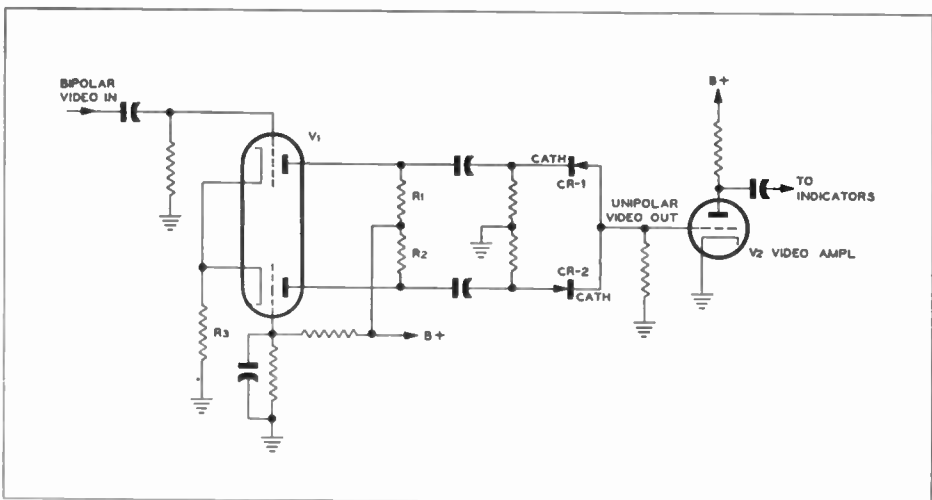 BIPOLAR
VIDEO IN
V1
R1
R2
R3
B+
CATH
CR-1
CR-2
CATH
UNIPOLAR
VIDEO OUT
B+
TO
INDICATORS
V2 VIDEO AMPL